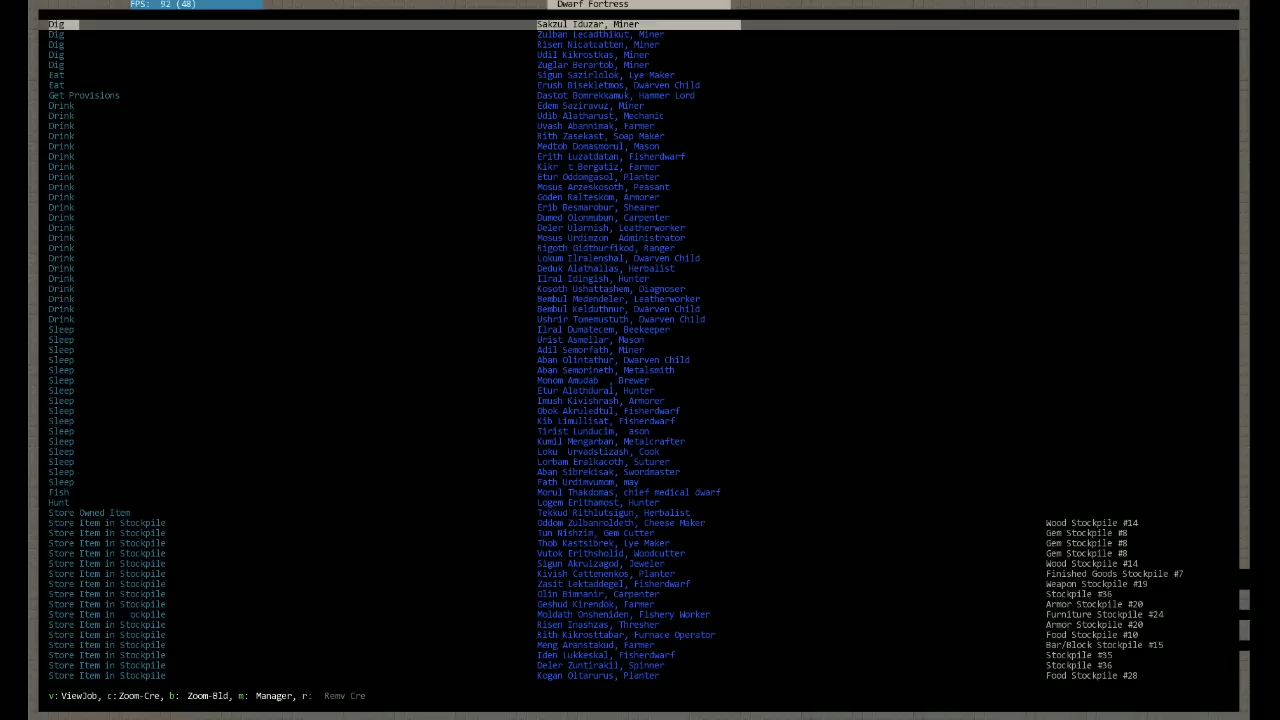 FPS: 92 (48) Dwarf Fortress
Dig Sakzul Iduzar, Miner
Dig Zulban Lecadthikut, Miner
Dig Risen Nicatcatten, Miner
Dig Udil Kikrostkas, Miner
Dig Zuglar Berartob, Miner
Eat Sigun Sazirlolok, Lye Maker
Eat Erush Bisekletmos, Dwarven Child
Get Provisions Dastot Bomrekkamuk, Hammer Lord
Drink Edem Saziravuz, Miner
Drink Udib Alatharust, Mechanic
Drink Uvash Abannimak, Farmer
Drink Rith Zasekast, Soap Maker
Drink Medtob Domasmorul, Mason
Drink Erith Luzatdatan, Fisherdwarf
Drink Kikr t Bergatiz, Farmer
Drink Etur Oddomgasol, Planter
Drink Mosus Arzeskosoth, Peasant
Drink Goden Ralteskom, Armorer
Drink Erib Besmarobur, Shearer
Drink Dumed Olonmubun, Carpenter
Drink Deler Ularnish, Leatherworker
Drink Mosus Urdimzon Administrator
Drink Rigoth Gidthurfikod, Ranger
Drink Lokum Ilralenshal, Dwarven Child
Drink Deduk Alathallas, Herbalist
Drink Ilral Idingish, Hunter
Drink Kosoth Ushattashem, Diagnoser
Drink Bembul Medendeler, Leatherworker
Drink Bembul Kelduthnur, Dwarven Child
Drink Ushrir Tomemustuth, Dwarven Child
Sleep Ilral Dumatecem, Beekeeper
Sleep Urist Asmellar, Mason
Sleep Adil Semorfath, Miner
Sleep Aban Olintathur, Dwarven Child
Sleep Aban Semorineth, Metalsmith
Sleep Monom Amudab , Brewer
Sleep Etur Alathdural, Hunter
Sleep Imush Kivishrash, Armorer
Sleep Obok Akruledtul, Fisherdwarf
Sleep Kib Limullisat, Fisherdwarf
Sleep Tirist Lunducim, ason
Sleep Kumil Mengarban, Metalcrafter
Sleep Loku Urvadstizash, Cook
Sleep Lorbam Eralkacoth, Suturer
Sleep Aban Sibrekisak, Swordmaster
Sleep Fath Urdimvumom, may
Fish Morul Thakdomas, chief medical dwarf
Hunt Logem Erithamost, Hunter
Store Owned Item Tekkud Rithlutsigun, Herbalist
Store Item in Stockpile Oddom Zulbanroldeth, Cheese Maker Wood Stockpile #14
Store Item in Stockpile Tun Nishzim, Gem Cutter Gem Stockpile #8
Store Item in Stockpile Thob Kastsibrek, Lye Maker Gem Stockpile #8
Store Item in Stockpile Vutok Erithsholid, Woodcutter Gem Stockpile #8
Store Item in Stockpile Sigun Akrulzagod, Jeweler Wood Stockpile #14
Store Item in Stockpile Kivish Cattenenkos, Planter Finished Goods Stockpile #7
Store Item in Stockpile Zasit Lektaddegel, Fisherdwarf Weapon Stockpile #19
Store Item in Stockpile Olin Bimnanir, Carpenter Stockpile #36
Store Item in Stockpile Geshud Kirendok, Farmer Armor Stockpile #20
Store Item in ockpile Moldath Onsheniden, Fishery Worker Furniture Stockpile #24
Store Item in Stockpile Risen Inashzas, Thresher Armor Stockpile #20
Store Item in Stockpile Rith Kikrosttabar, Furnace Operator Food Stockpile #10
Store Item in Stockpile Meng Aranstakud, Farmer Bar/Block Stockpile #15
Store Item in Stockpile Iden Lukkeskal, Fisherdwarf Stockpile #35
Store Item in Stockpile Deler Zuntirakil, Spinner Stockpile #36
Store Item in Stockpile Kogan Oltarurus, Planter Food Stockpile #28
v: ViewJob, c: Zoom-Cre, b: Zoom-Bld, m: Manager, r: Remv Cre